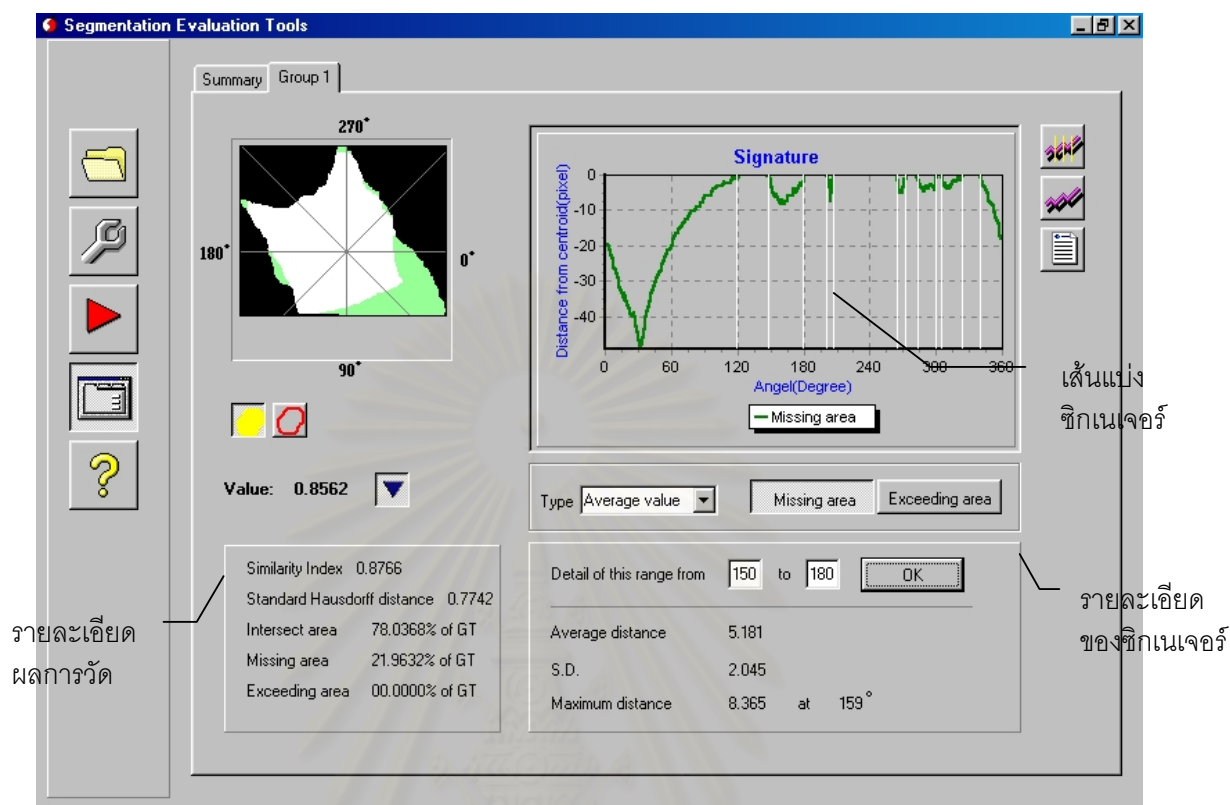 Segmentation Evaluation Tools
Summary Group 1
270°
180°
0°
90°
Value: 0.8562
Similarity Index 0.8766
Standard Hausdorff distance 0.7742
Intersect area 78.0368% of GT
Missing area 21.9632% of GT
Exceeding area 00.0000% of GT
รายละเอียด
ผลการวัด
Signature
Distance from centroid(pixel)
0
-10
-20
-30
-40
0 60 120 180 240 300 360
Angel(Degree)
Missing area
เส้นแบ่ง
ซิกเนเจอร์
Type Average value Missing area Exceeding area
Detail of this range from 150 to 180 OK
Average distance 5.181
S.D. 2.045
Maximum distance 8.365 at 159°
รายละเอียด
ของซิกเนเจอร์